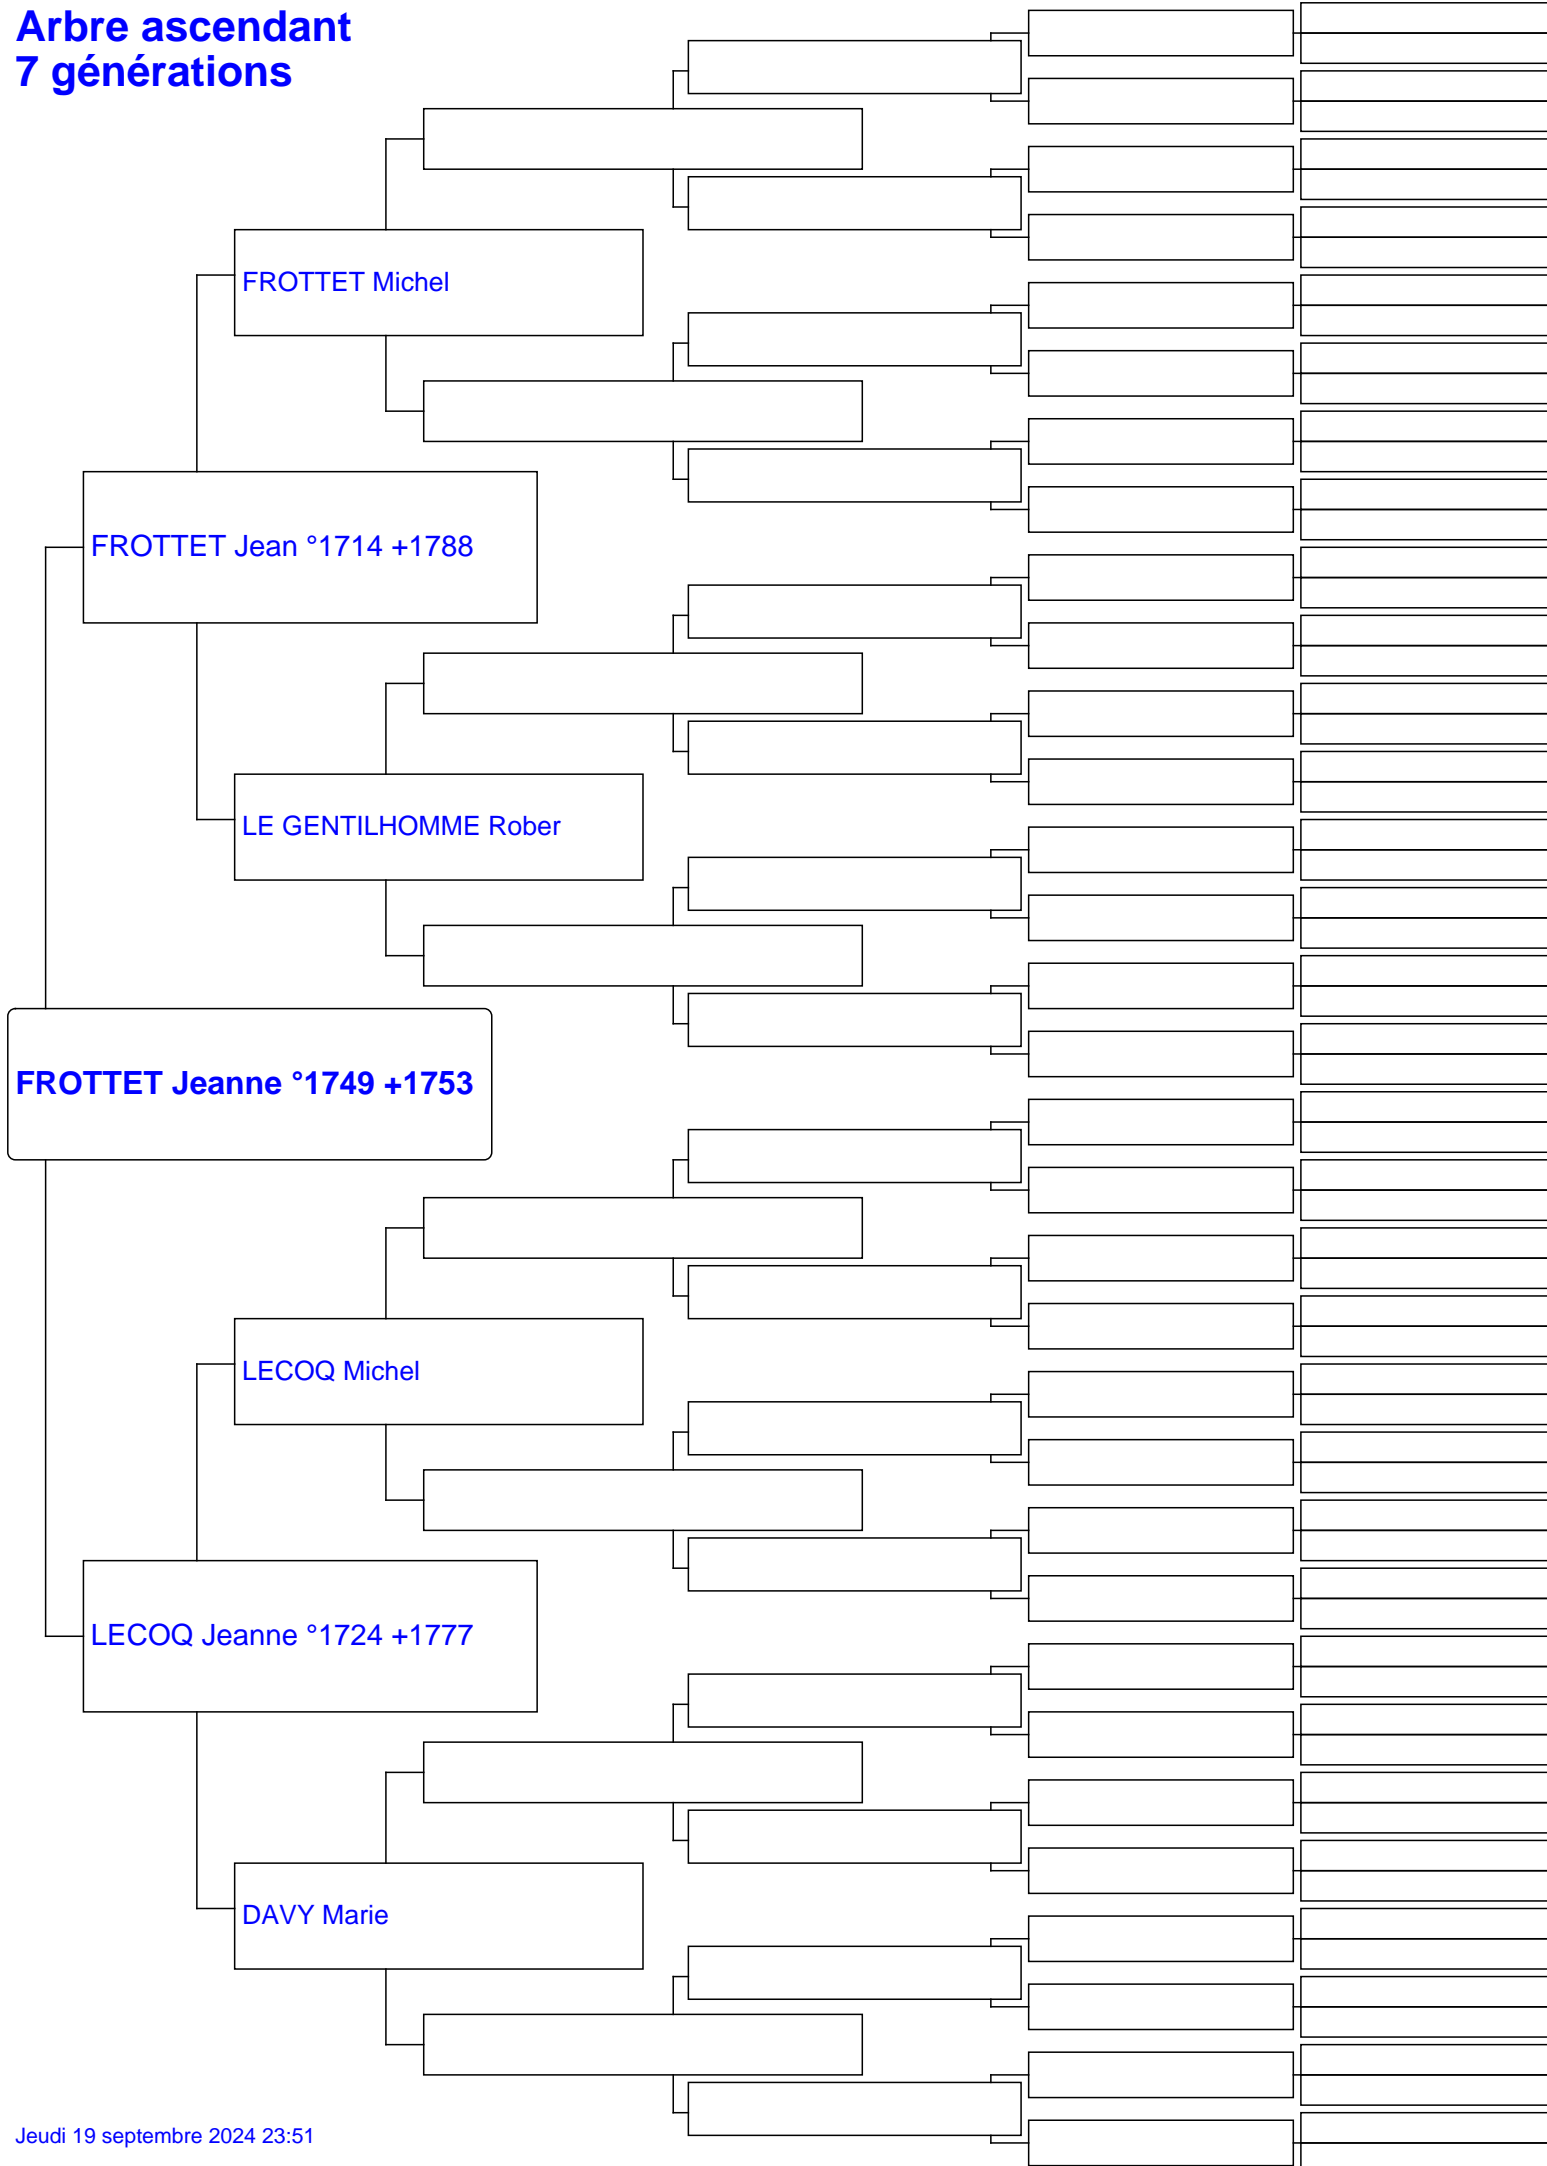 Arbre ascendant
7 générations
FROTTET Michel
FROTTET Jean °1714 +1788
LE GENTILHOMME Rober
FROTTET Jeanne °1749 +1753
LECOQ Michel
LECOQ Jeanne °1724 +1777
DAVY Marie
Jeudi 19 septembre 2024 23:51